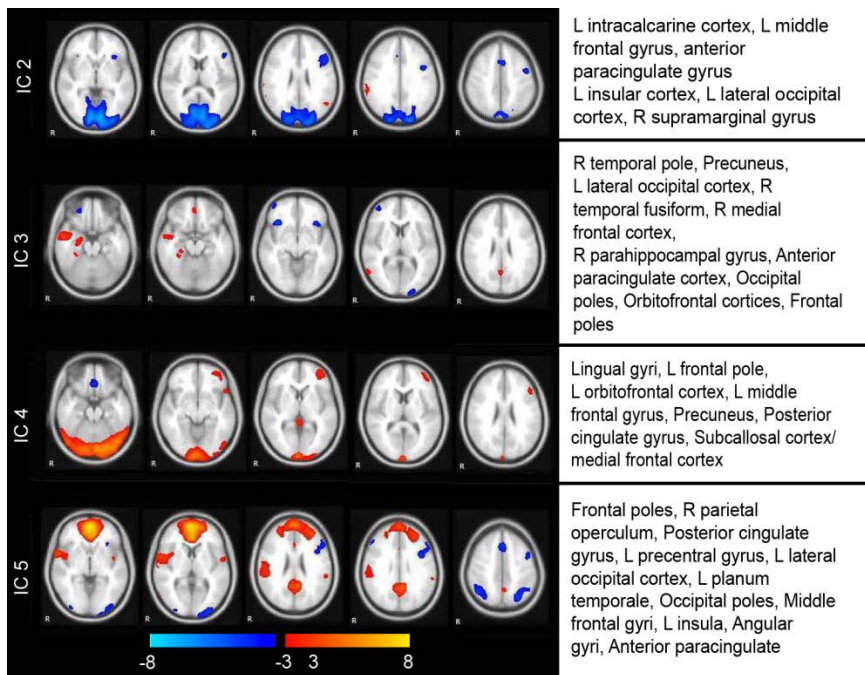 IC 2
R
R
R
R
R
L intracalcarine cortex, L middle
frontal gyrus, anterior
paracingulate gyrus
L insular cortex, L lateral occipital
cortex, R supramarginal gyrus
IC 3
R
R
R
R
R
R temporal pole, Precuneus,
L lateral occipital cortex, R
temporal fusiform, R medial
frontal cortex,
R parahippocampal gyrus, Anterior
paracingulate cortex, Occipital
poles, Orbitofrontal cortices, Frontal
poles
IC 4
R
R
R
R
R
Lingual gyri, L frontal pole,
L orbitofrontal cortex, L middle
frontal gyrus, Precuneus, Posterior
cingulate gyrus, Subcallosal cortex/
medial frontal cortex
IC 5
R
R
R
R
R
Frontal poles, R parietal
operculum, Posterior cingulate
gyrus, L precentral gyrus, L lateral
occipital cortex, L planum
temporale, Occipital poles, Middle
frontal gyri, L insula, Angular
gyri, Anterior paracingulate
-8 -3 3 8